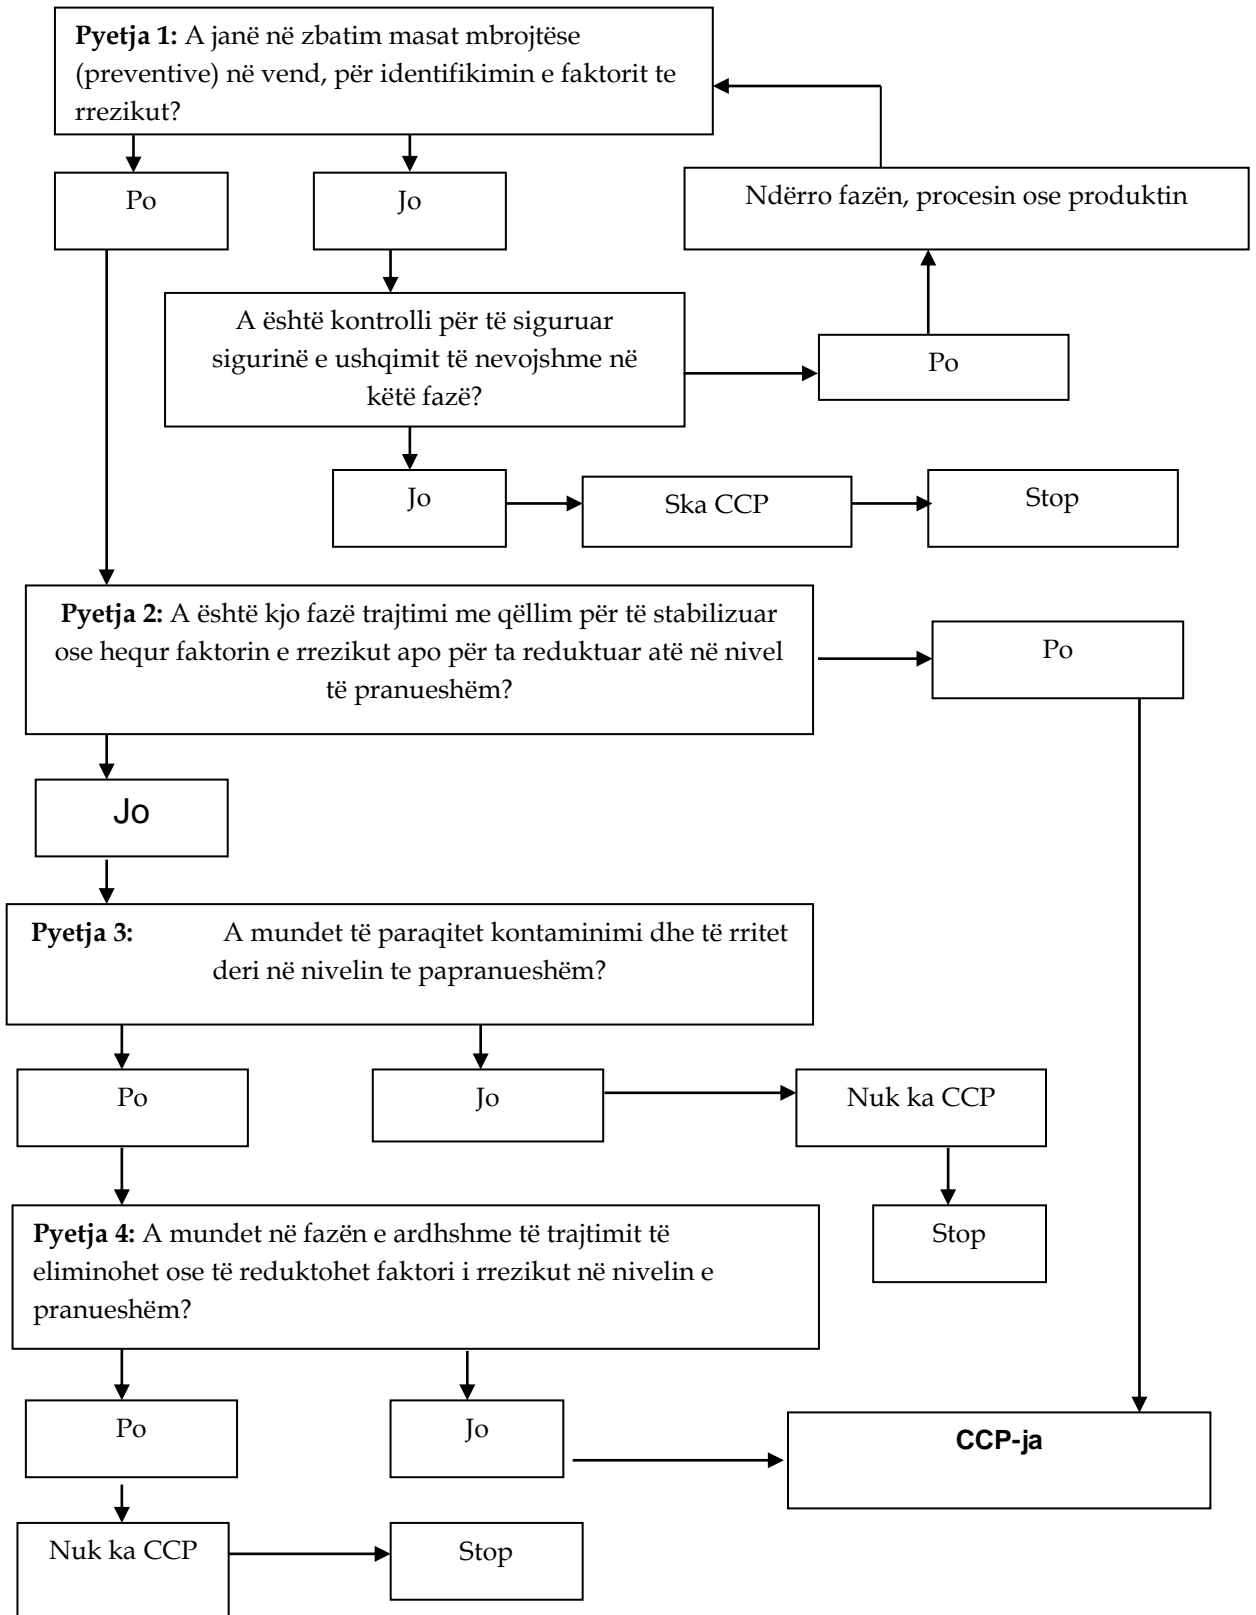 Pyetja 1: A janë në zbatim masat mbrojtëse
(preventive) në vend, për identifikimin e faktorit te
rrezikut?
Po
Jo
Ndërro fazën, procesin ose produktin
A është kontrolli për të siguruar
sigurinë e ushqimit të nevojshme në
këtë fazë?
Po
Jo
Ska CCP
Stop
Pyetja 2: A është kjo fazë trajtimi me qëllim për të stabilizuar
ose hequr faktorin e rrezikut apo për ta reduktuar atë në nivel
të pranueshëm?
Po
Jo
Pyetja 3: A mundet të paraqitet kontaminimi dhe të rritet
deri në nivelin te papranueshëm?
Po
Jo
Nuk ka CCP
Stop
Pyetja 4: A mundet në fazën e ardhshme të trajtimit të
eliminohet ose të reduktohet faktori i rrezikut në nivelin e
pranueshëm?
Po
Jo
CCP-ja
Nuk ka CCP
Stop